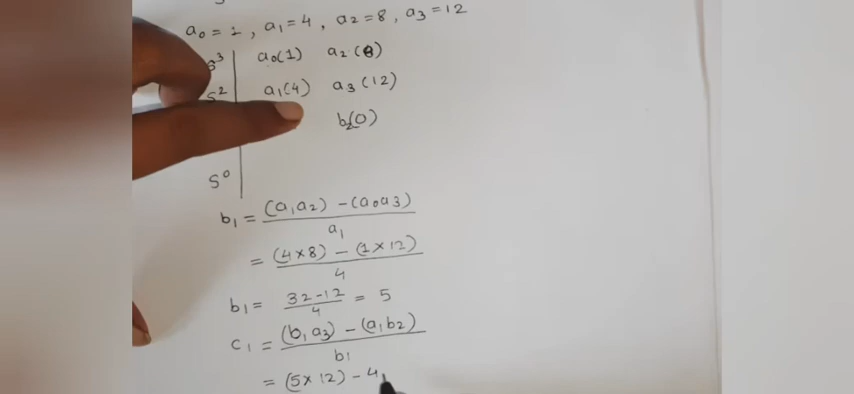 a₀ = 1 , a₁ = 4 , a₂ = 8 , a₃ = 12
s³ a₀(1) a₂(8)
s² a₁(4) a₃(12)
b₂(0)
s⁰
b₁ = (a₁a₂) - (a₀a₃)
a₁
= (4×8) - (1×12)
4
b₁ = 32-12 = 5
4
c₁ = (b₁a₃) - (a₁b₂)
b₁
= (5×12) - 4